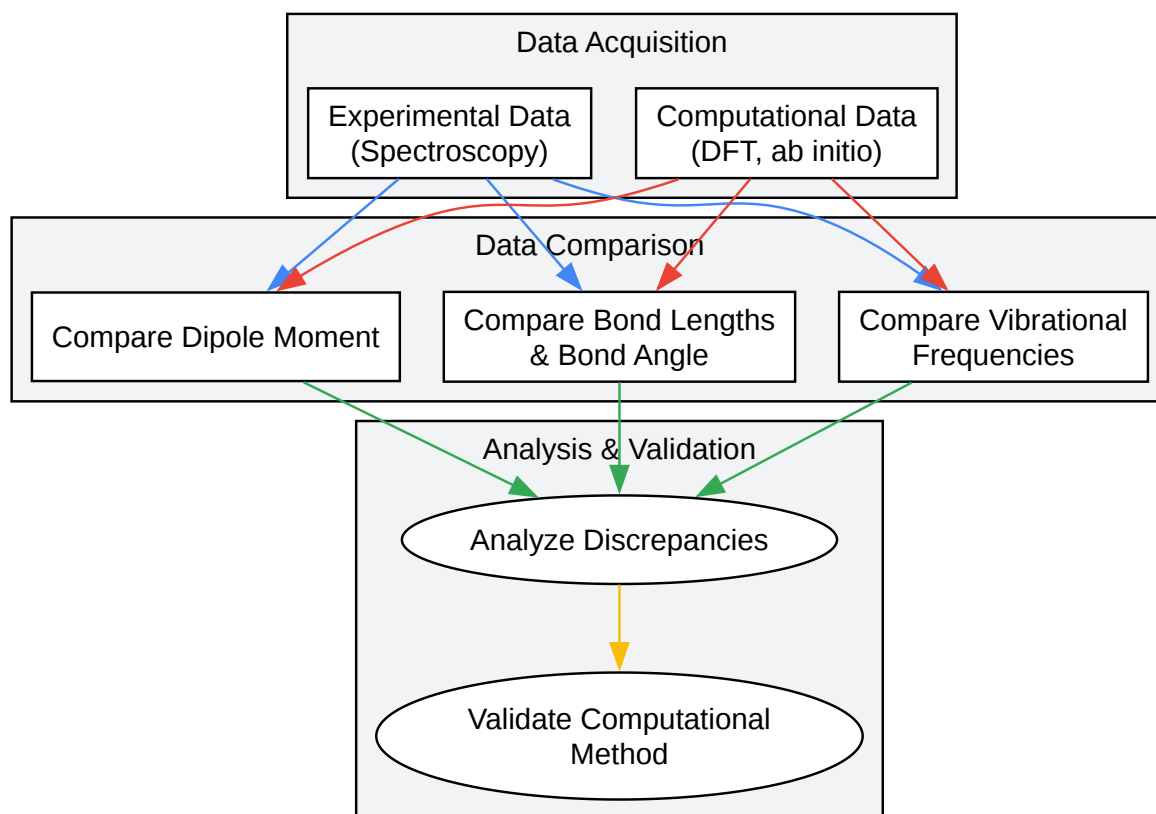 Data Acquisition
Experimental Data
(Spectroscopy)
Computational Data
(DFT, ab initio)
Data Comparison
Compare Dipole Moment
Compare Bond Lengths
& Bond Angle
Compare Vibrational
Frequencies
Analysis & Validation
Analyze Discrepancies
Validate Computational
Method